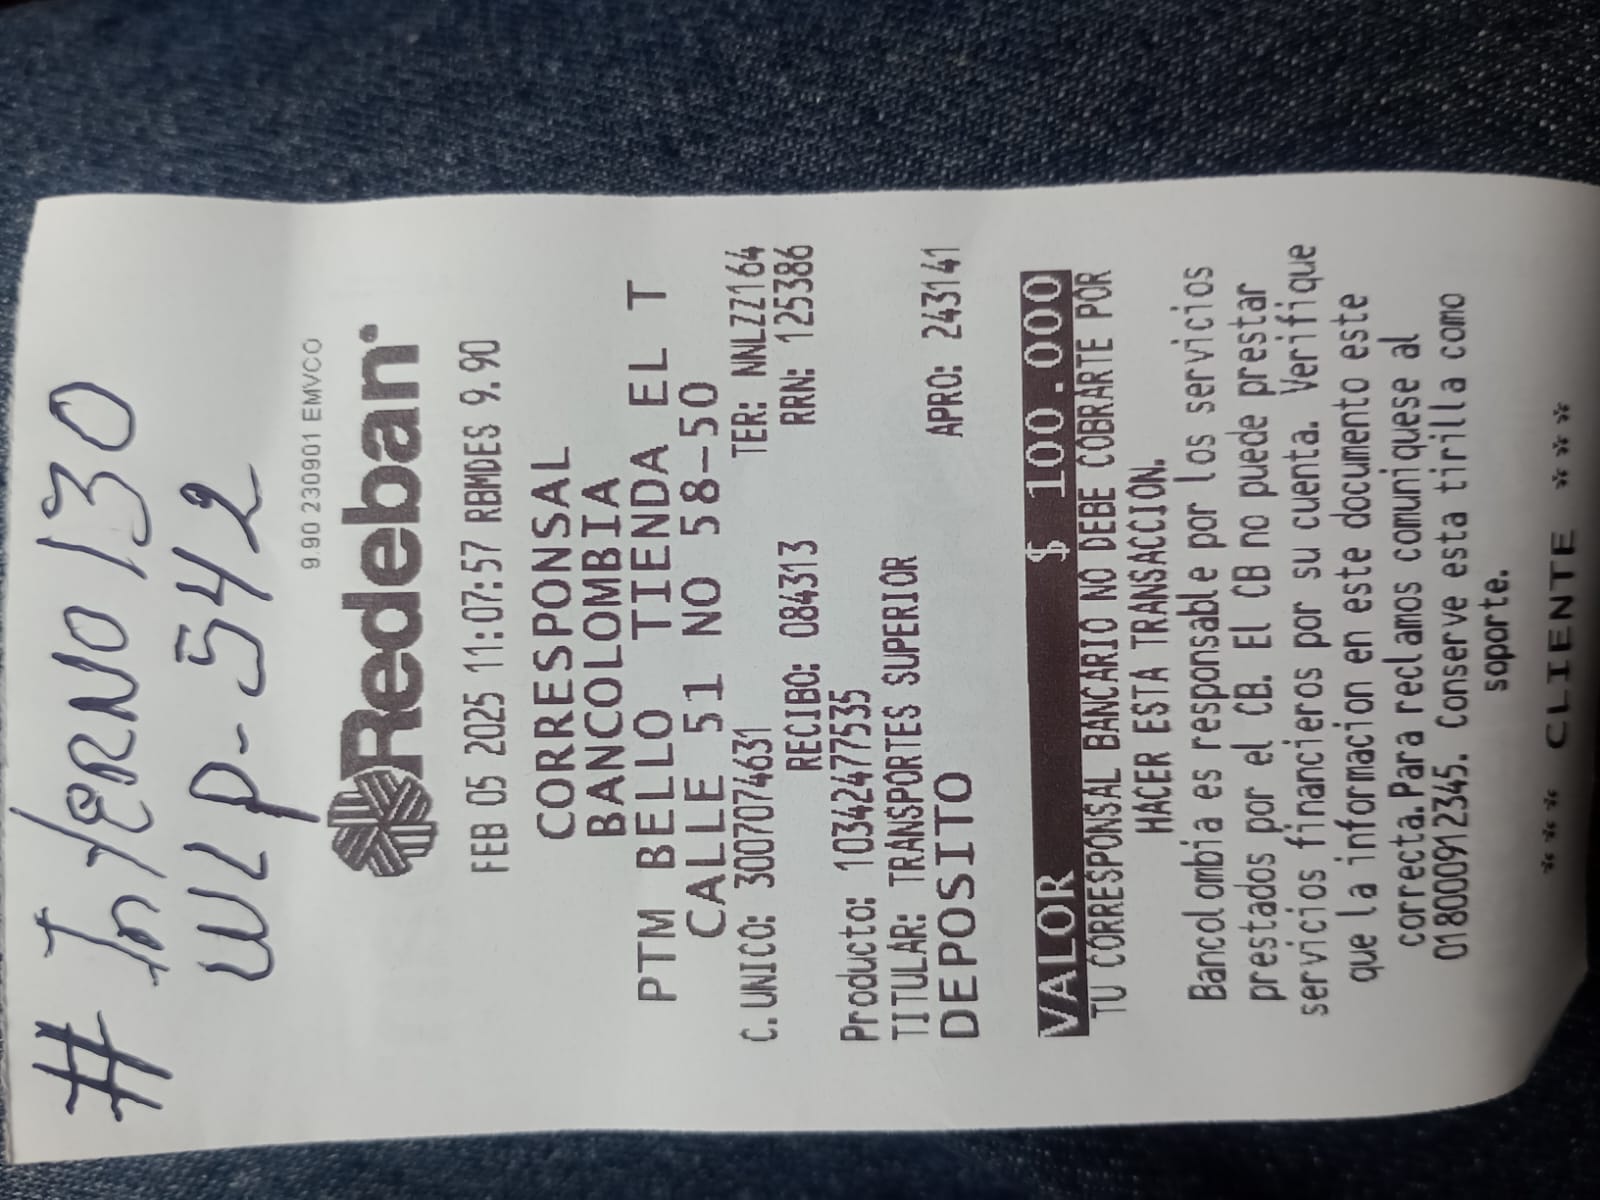 # InTERNO 130
WLP-542
9.90 230901 EMVCO
Redeban
FEB 05 2025 11:07:57 RBMDES 9.90
CORRESPONSAL
BANCOLOMBIA
PTM BELLO TIENDA EL T
CALLE 51 NO 58-50
C.UNICO: 3007074631 TER: NNLZZ164
RECIBO: 084313 RRN: 125386
Producto: 10342477535
TITULAR: TRANSPORTES SUPERIOR
DEPOSITO APRO: 243141
VALOR $ 100.000
TU CORRESPONSAL BANCARIO NO DEBE COBRARTE POR
HACER ESTA TRANSACCION.
Bancolombia es responsable por los servicios
prestados por el CB. El CB no puede prestar
servicios financieros por su cuenta. Verifique
que la informacion en este documento este
correcta.Para reclamos comuniquese al
018000912345. Conserve esta tirilla como
soporte.
*** CLIENTE ***